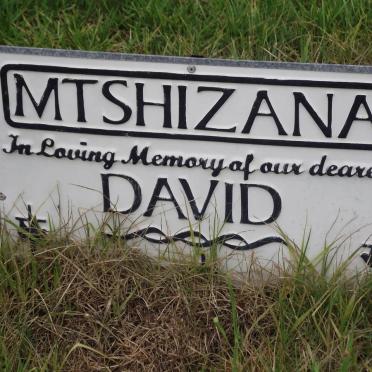 MTSHIZANA
In Loving Memory of our deare
DAVID